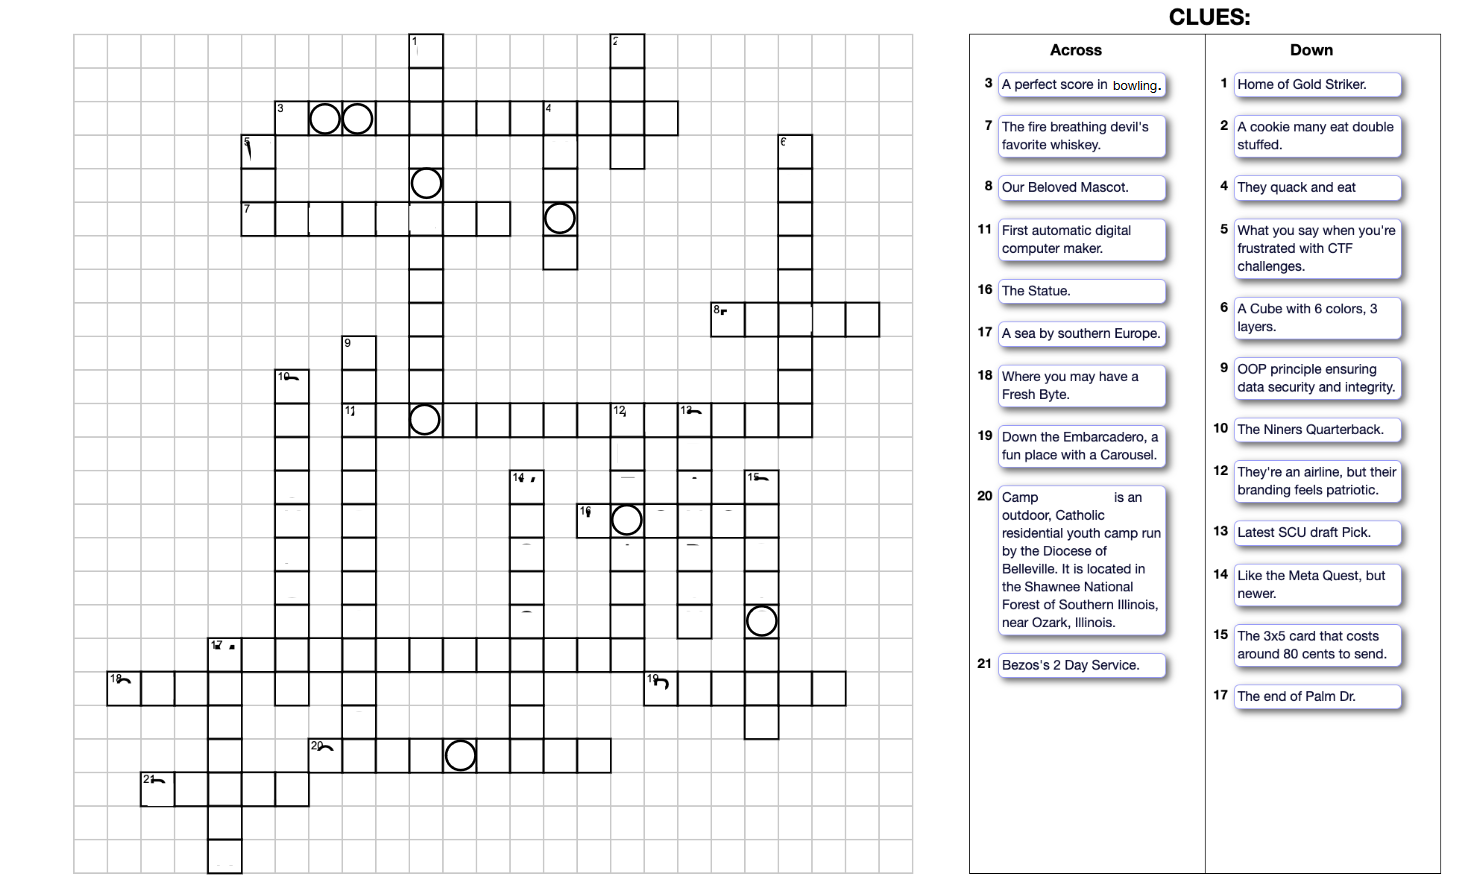 CLUES:
Across
3 A perfect score in bowling.
7 The fire breathing devil's
favorite whiskey.
8 Our Beloved Mascot.
11 First automatic digital
computer maker.
16 The Statue.
17 A sea by southern Europe.
18 Where you may have a
Fresh Byte.
19 Down the Embarcadero, a
fun place with a Carousel.
20 Camp is an
outdoor, Catholic
residential youth camp run
by the Diocese of
Belleville. It is located in
the Shawnee National
Forest of Southern Illinois,
near Ozark, Illinois.
21 Bezos's 2 Day Service.
Down
1 Home of Gold Striker.
2 A cookie many eat double
stuffed.
4 They quack and eat
5 What you say when you're
frustrated with CTF
challenges.
6 A Cube with 6 colors, 3
layers.
9 OOP principle ensuring
data security and integrity.
10 The Niners Quarterback.
12 They're an airline, but their
branding feels patriotic.
13 Latest SCU draft Pick.
14 Like the Meta Quest, but
newer.
15 The 3x5 card that costs
around 80 cents to send.
17 The end of Palm Dr.
1 2
3 4
5 6
7
8
9
10
11 12 13
14 15
16
17
18 19
20
21